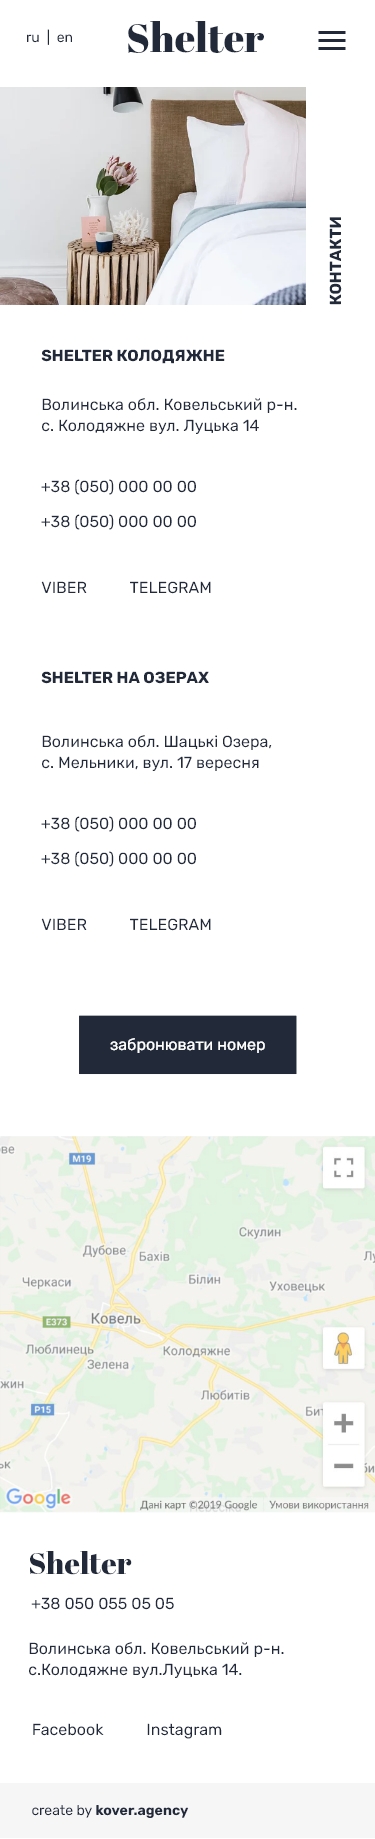 ru | en
Shelter
КОНТАКТИ
SHELTER КОЛОДЯЖНЕ
Волинська обл. Ковельський р-н.
с. Колодяжне вул. Луцька 14
+38 (050) 000 00 00
+38 (050) 000 00 00
VIBER TELEGRAM
SHELTER НА ОЗЕРАХ
Волинська обл. Шацькі Озера,
с. Мельники, вул. 17 вересня
+38 (050) 000 00 00
+38 (050) 000 00 00
VIBER TELEGRAM
забронювати номер
M19
Скулин
Дубове
Бахів
Білин
Черкаси
Уховецьк
E373
Ковель
Люблинець
Колодяжне
Зелена
Любитів
P15
Google
Дані карт ©2019 Google Умови використання
Shelter
+38 050 055 05 05
Волинська обл. Ковельський р-н.
с.Колодяжне вул.Луцька 14.
Facebook Instagram
create by kover.agency